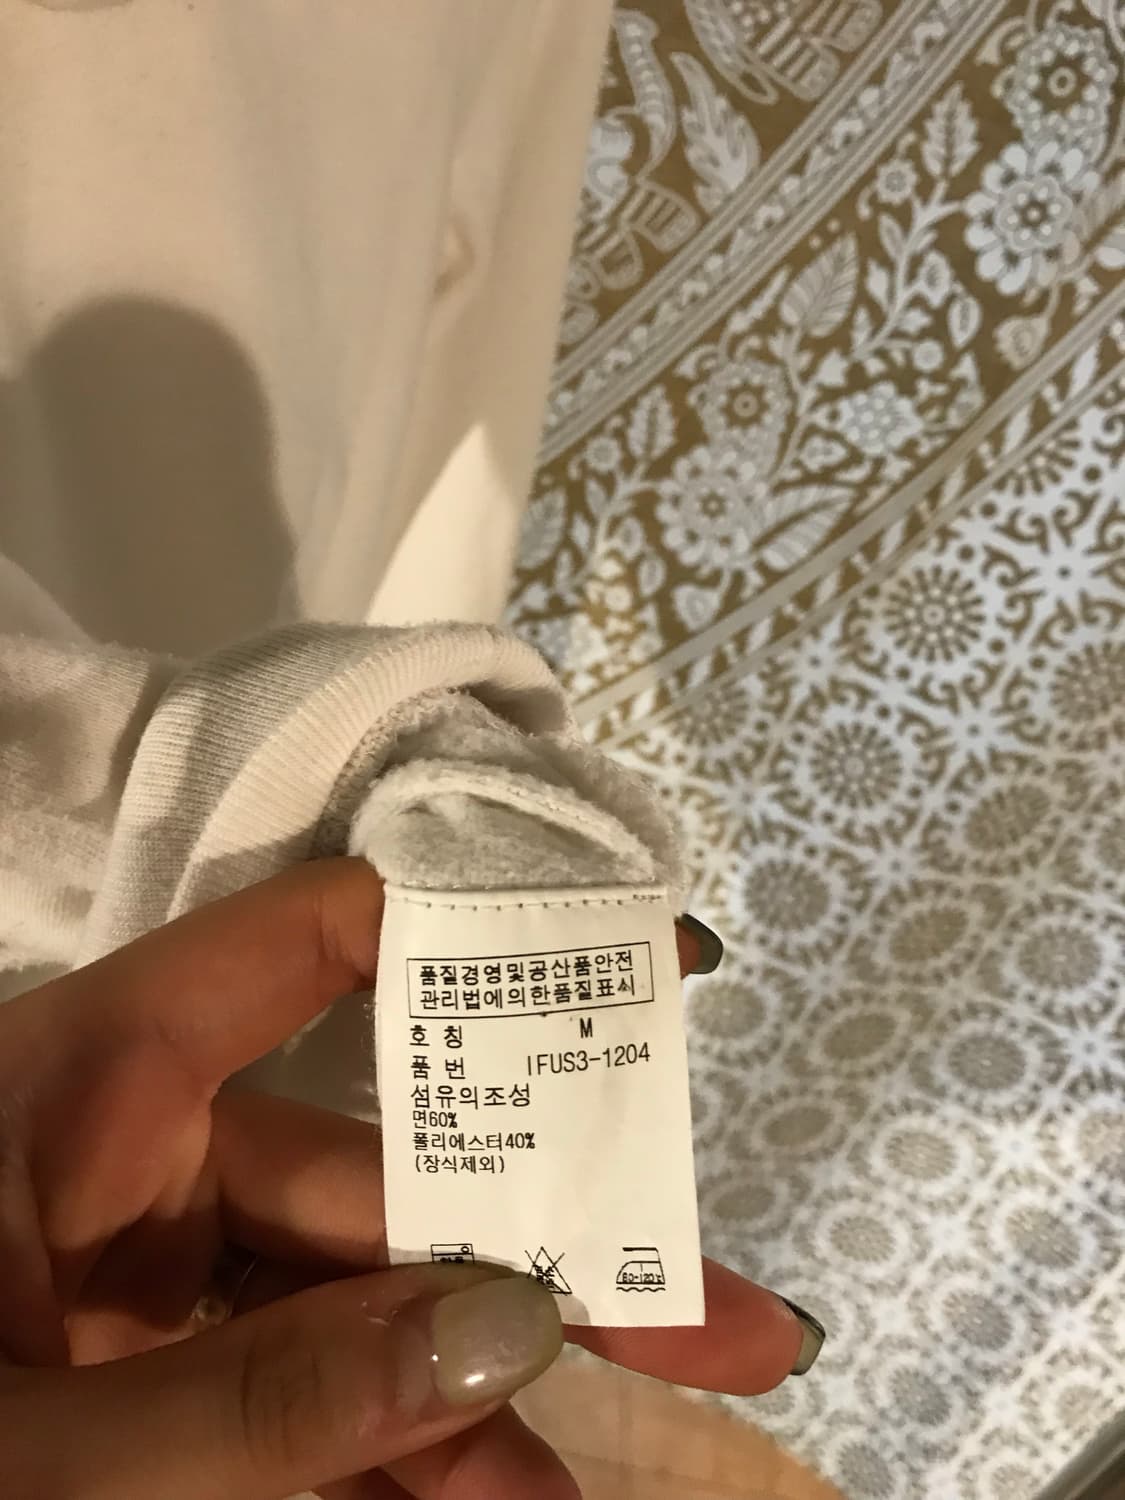 품질경영및공산품안전
관리법에의한품질표시
호 칭 M
품 번 IFUS3-1204
섬유의조성
면60%
폴리에스터40%
(장식제외)
80-120℃